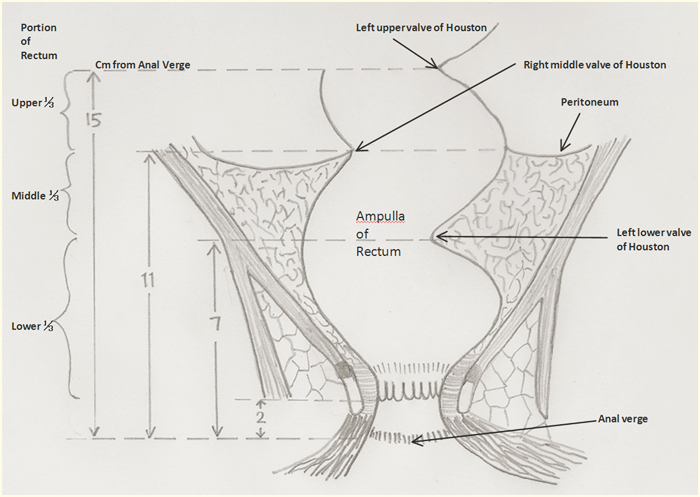 Portion
of
Rectum
Cm from Anal Verge
Left upper valve of Houston
Right middle valve of Houston
Upper ⅓
15
Peritoneum
Middle ⅓
Ampulla
of
Rectum
Left lower valve
of Houston
11
7
Lower ⅓
2
Anal verge